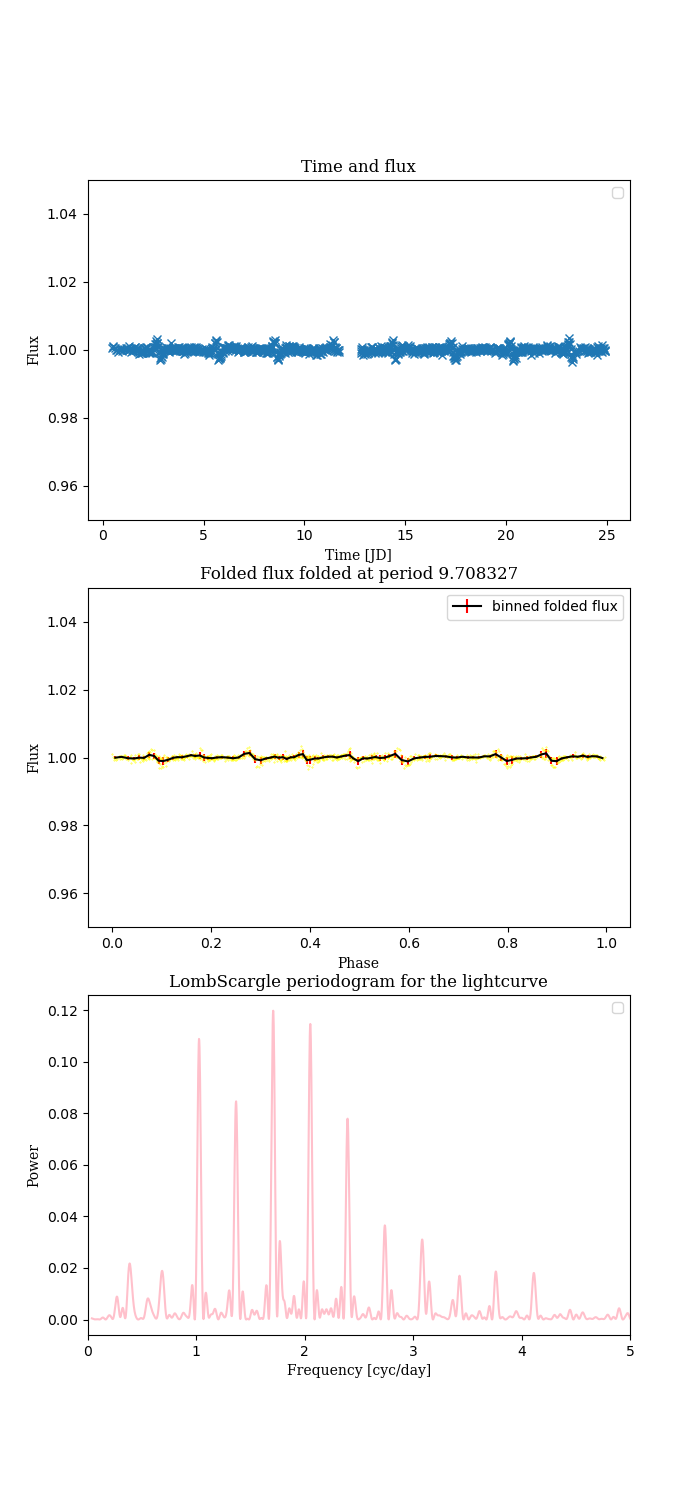 Time and flux
1.04
1.02
1.00
0.98
0.96
Flux
0 5 10 15 20 25
Time [JD]
Folded flux folded at period 9.708327
binned folded flux
1.04
1.02
1.00
0.98
0.96
Flux
0.0 0.2 0.4 0.6 0.8 1.0
Phase
LombScargle periodogram for the lightcurve
0.12
0.10
0.08
0.06
0.04
0.02
0.00
Power
0 1 2 3 4 5
Frequency [cyc/day]